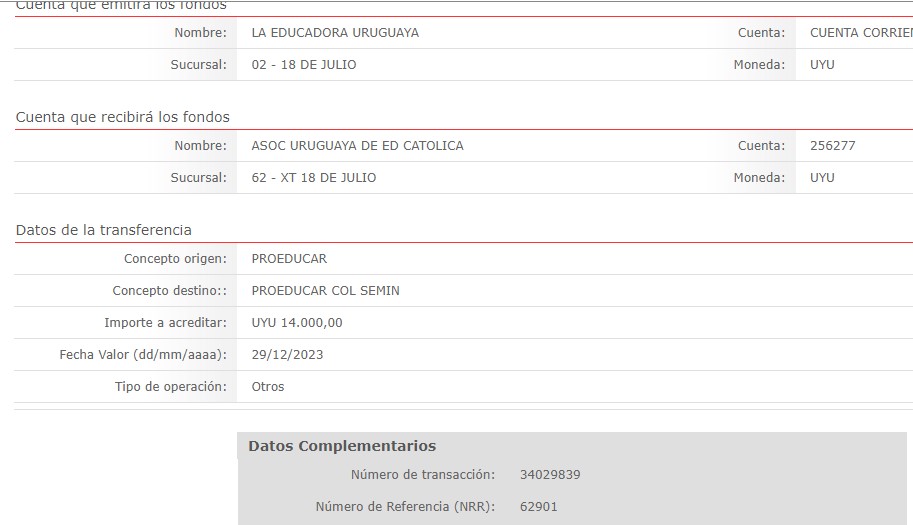 Cuenta que emitirá los fondos
Nombre: LA EDUCADORA URUGUAYA Cuenta: CUENTA CORRIEN
Sucursal: 02 - 18 DE JULIO Moneda: UYU
Cuenta que recibirá los fondos
Nombre: ASOC URUGUAYA DE ED CATOLICA Cuenta: 256277
Sucursal: 62 - XT 18 DE JULIO Moneda: UYU
Datos de la transferencia
Concepto origen: PROEDUCAR
Concepto destino:: PROEDUCAR COL SEMIN
Importe a acreditar: UYU 14.000,00
Fecha Valor (dd/mm/aaaa): 29/12/2023
Tipo de operación: Otros
Datos Complementarios
Número de transacción: 34029839
Número de Referencia (NRR): 62901